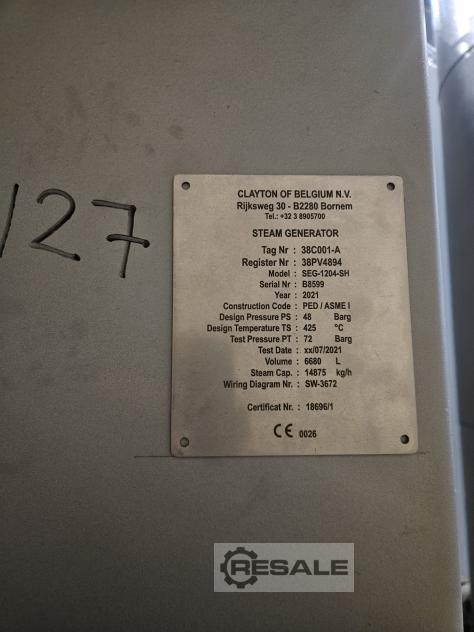 /27
CLAYTON OF BELGIUM N.V.
Rijksweg 30 - B2280 Bornem
Tel.: +32 3 8905700
STEAM GENERATOR
Tag Nr : 38C001-A
Register Nr : 38PV4894
Model : SEG-1204-SH
Serial Nr : B8599
Year : 2021
Construction Code : PED / ASME I
Design Pressure PS : 48 Barg
Design Temperature TS : 425 °C
Test Pressure PT : 72 Barg
Test Date : xx/07/2021
Volume : 6680 L
Steam Cap. : 14875 kg/h
Wiring Diagram Nr. : SW-3672
Certificat Nr. : 18696/1
CE 0026
RESALE